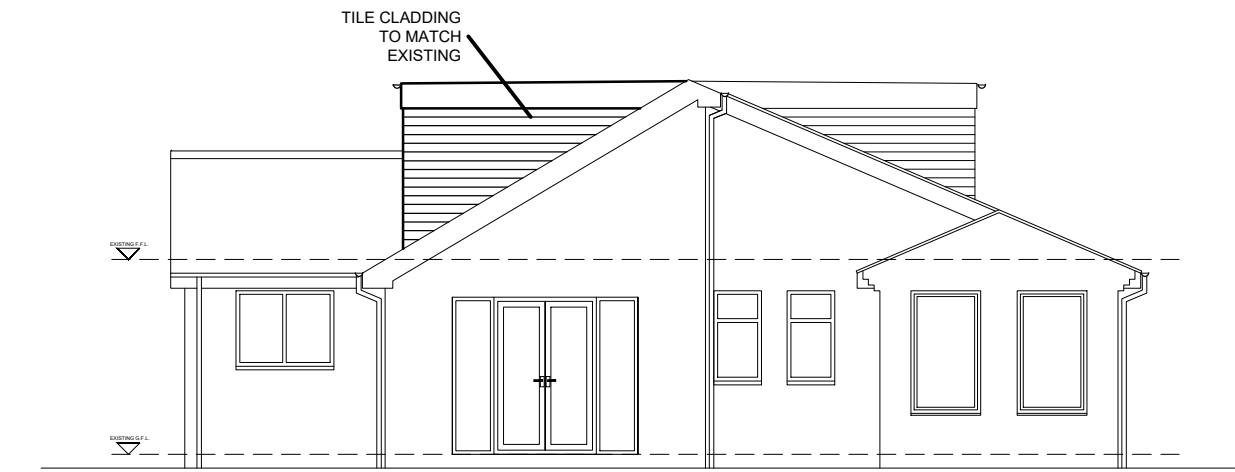 TILE CLADDING
TO MATCH
EXISTING
EXISTING F.F.L.
EXISTING G.F.L.